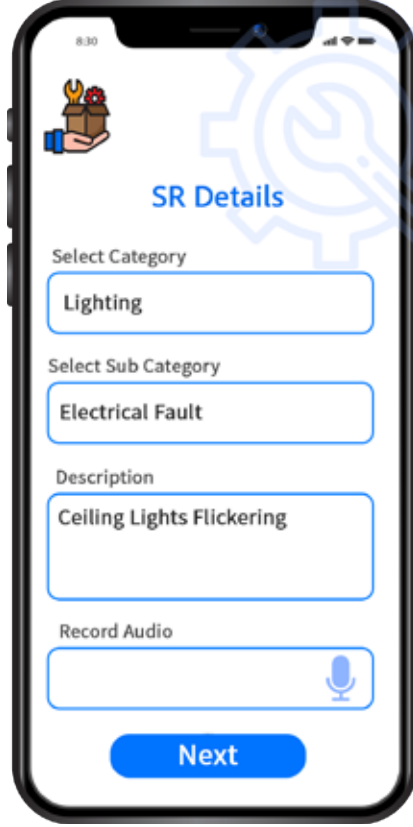 8:30
SR Details
Select Category
Lighting
Select Sub Category
Electrical Fault
Description
Ceiling Lights Flickering
Record Audio
Next